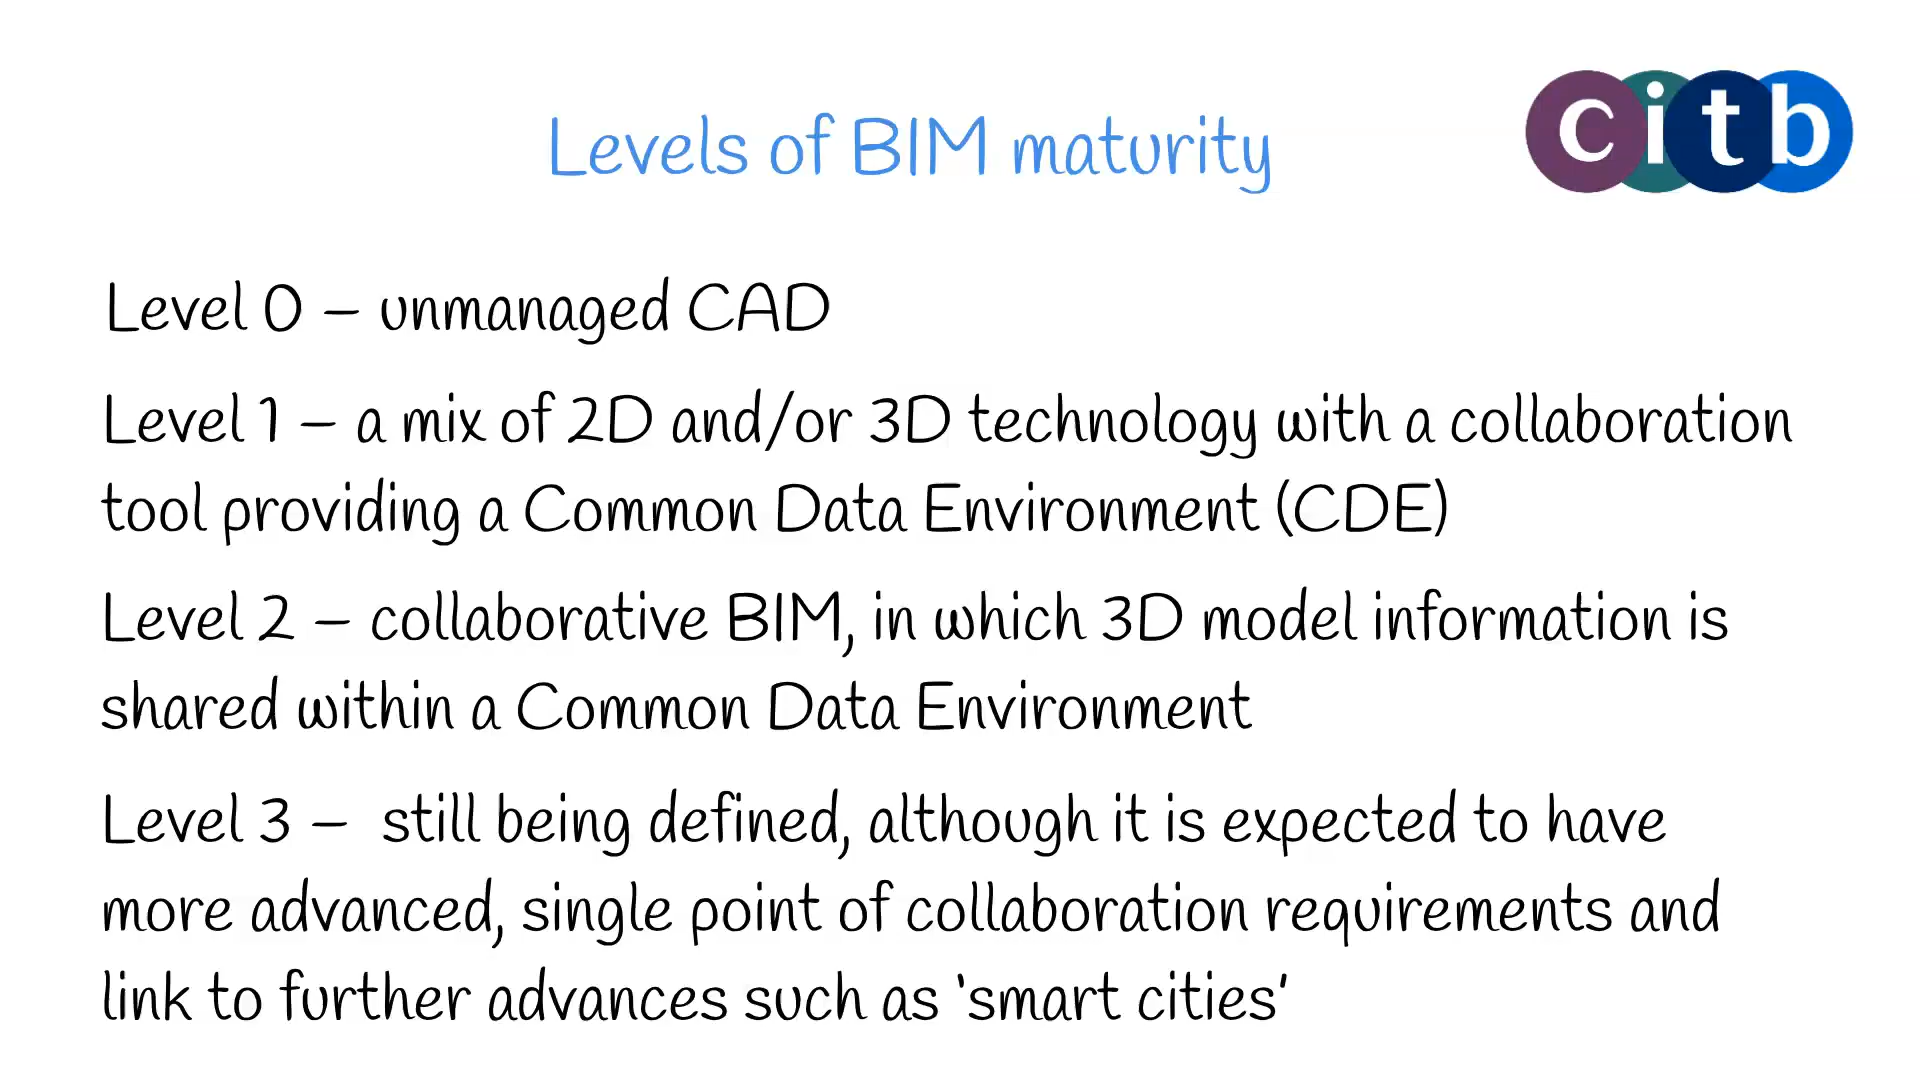 citb
Levels of BIM maturity
Level 0 – unmanaged CAD
Level 1 – a mix of 2D and/or 3D technology with a collaboration
tool providing a Common Data Environment (CDE)
Level 2 – collaborative BIM, in which 3D model information is
shared within a Common Data Environment
Level 3 – still being defined, although it is expected to have
more advanced, single point of collaboration requirements and
link to further advances such as 'smart cities'